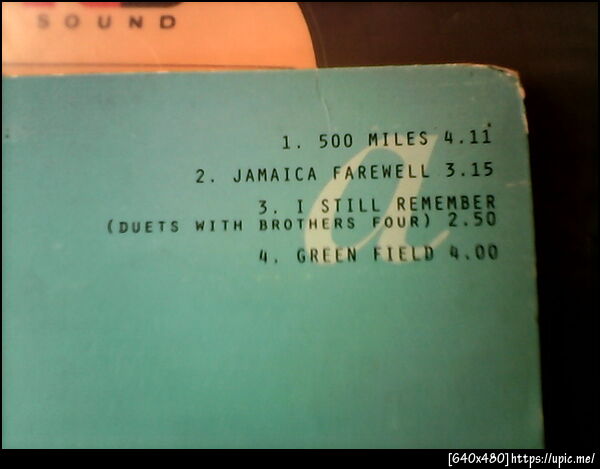 SOUND
1. 500 MILES 4.11
2. JAMAICA FAREWELL 3.15
3. I STILL REMEMBER
(DUETS WITH BROTHERS FOUR) 2.50
4. GREEN FIELD 4.00
a
[640x480]https://upic.me/